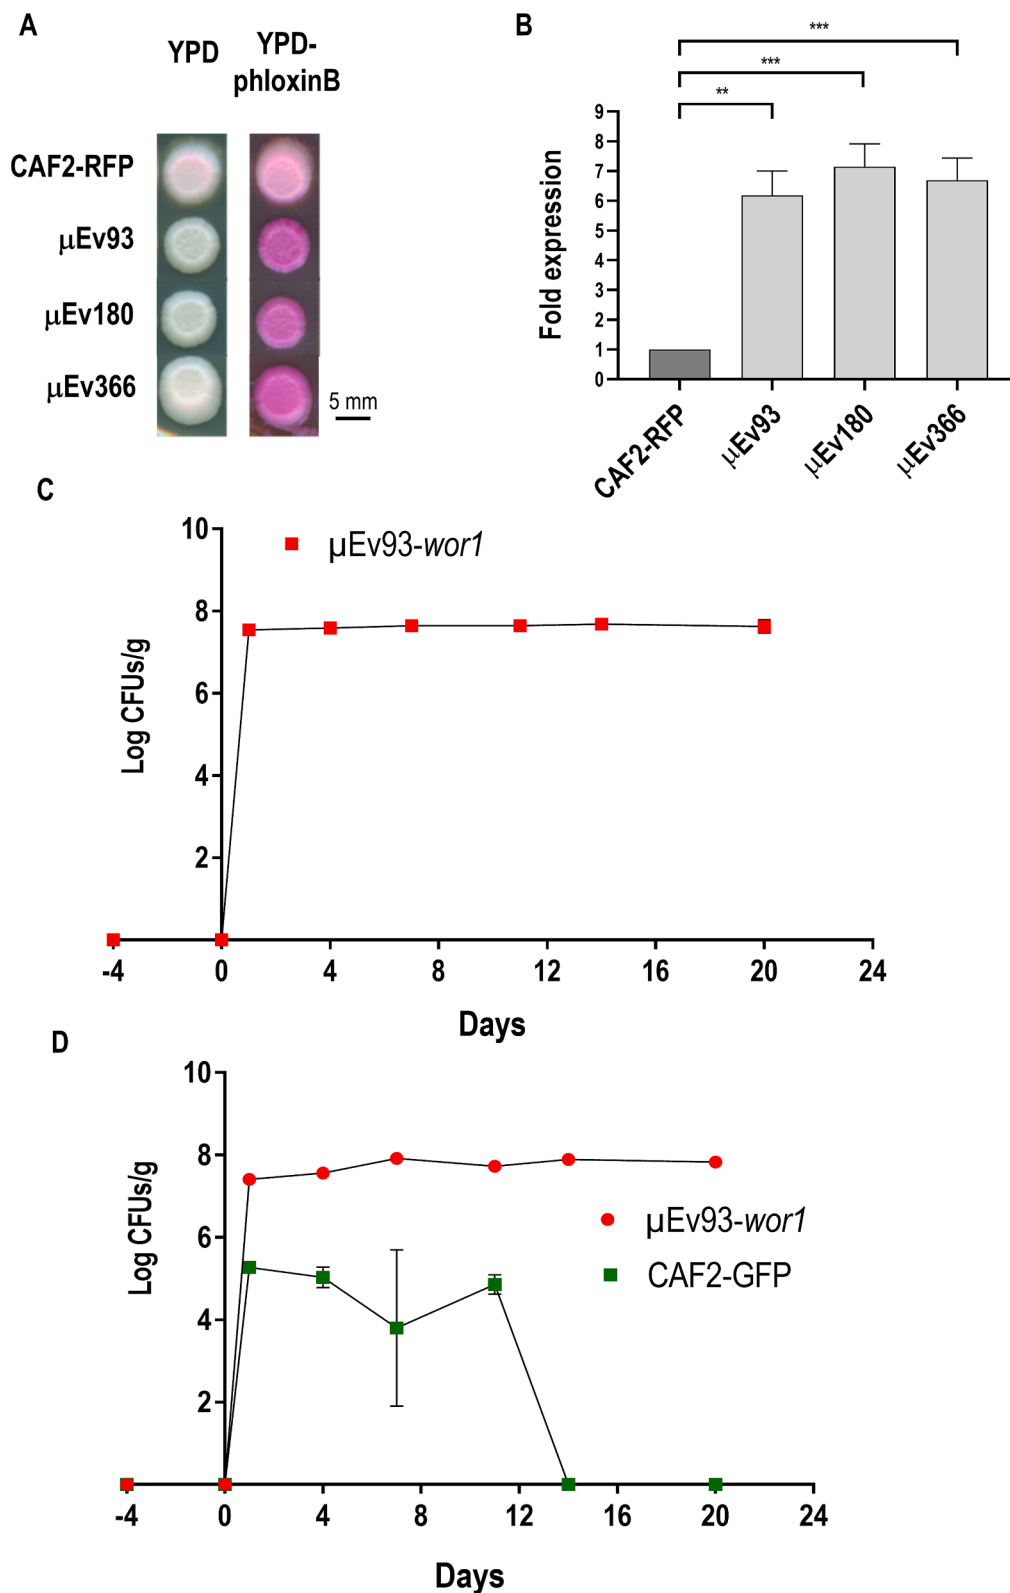 A
YPD
YPD-
phloxinB
CAF2-RFP
μEv93
μEv180
μEv366
5 mm
B
***
***
**
Fold expression
9
8
7
6
5
4
3
2
1
0
CAF2-RFP
μEv93
μEv180
μEv366
C
μEv93-wor1
Log CFUs/g
10
8
6
4
2
-4 0 4 8 12 16 20 24
Days
D
Log CFUs/g
10
8
6
4
2
μEv93-wor1
CAF2-GFP
-4 0 4 8 12 16 20 24
Days